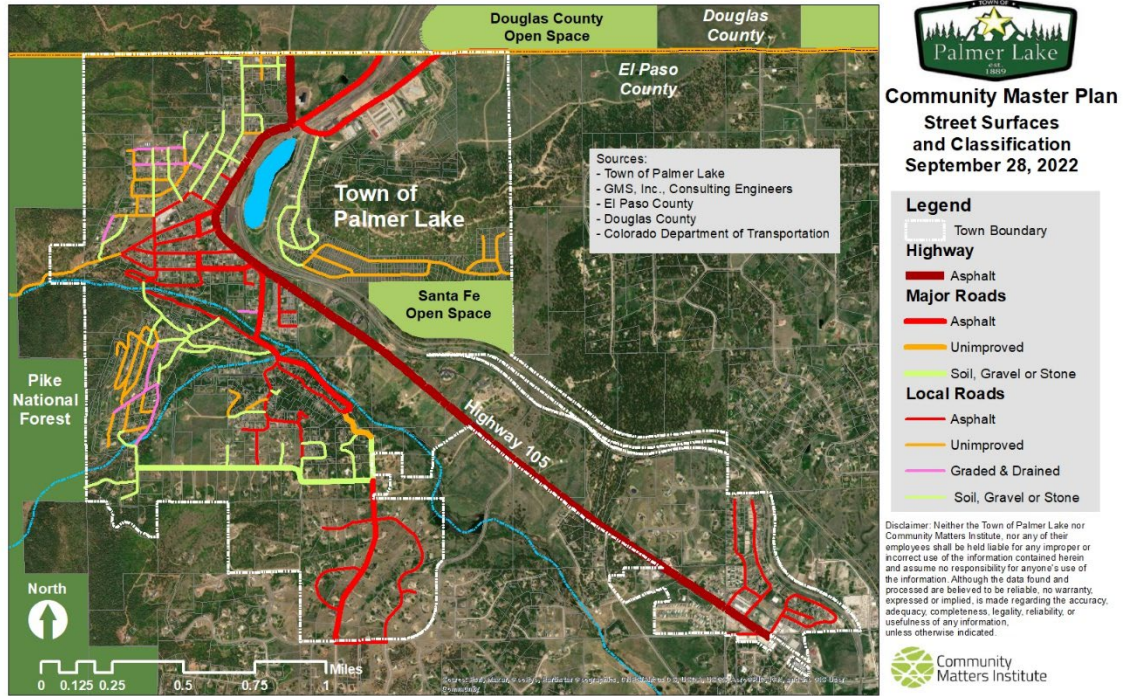 Douglas County
Open Space
Douglas
County
El Paso
County
Sources:
- Town of Palmer Lake
- GMS, Inc., Consulting Engineers
- El Paso County
- Douglas County
- Colorado Department of Transportation
Town of
Palmer Lake
Santa Fe
Open Space
Pike
National
Forest
Highway 105
North
Miles
0 0.125 0.25 0.5 0.75 1
TOWN OF
Palmer Lake
est.
1889
Community Master Plan
Street Surfaces
and Classification
September 28, 2022
Legend
Town Boundary
Highway
Asphalt
Major Roads
Asphalt
Unimproved
Soil, Gravel or Stone
Local Roads
Asphalt
Unimproved
Graded & Drained
Soil, Gravel or Stone
Disclaimer: Neither the Town of Palmer Lake nor
Community Matters Institute, nor any of their
employees shall be held liable for any improper or
incorrect use of the information contained herein
and assume no responsibility for anyone's use of
the information. Although the data found and
processed are believed to be reliable, no warranty,
expressed or implied, is made regarding the accuracy,
adequacy, completeness, legality, reliability, or
usefulness of any information,
unless otherwise indicated.
Community
Matters Institute